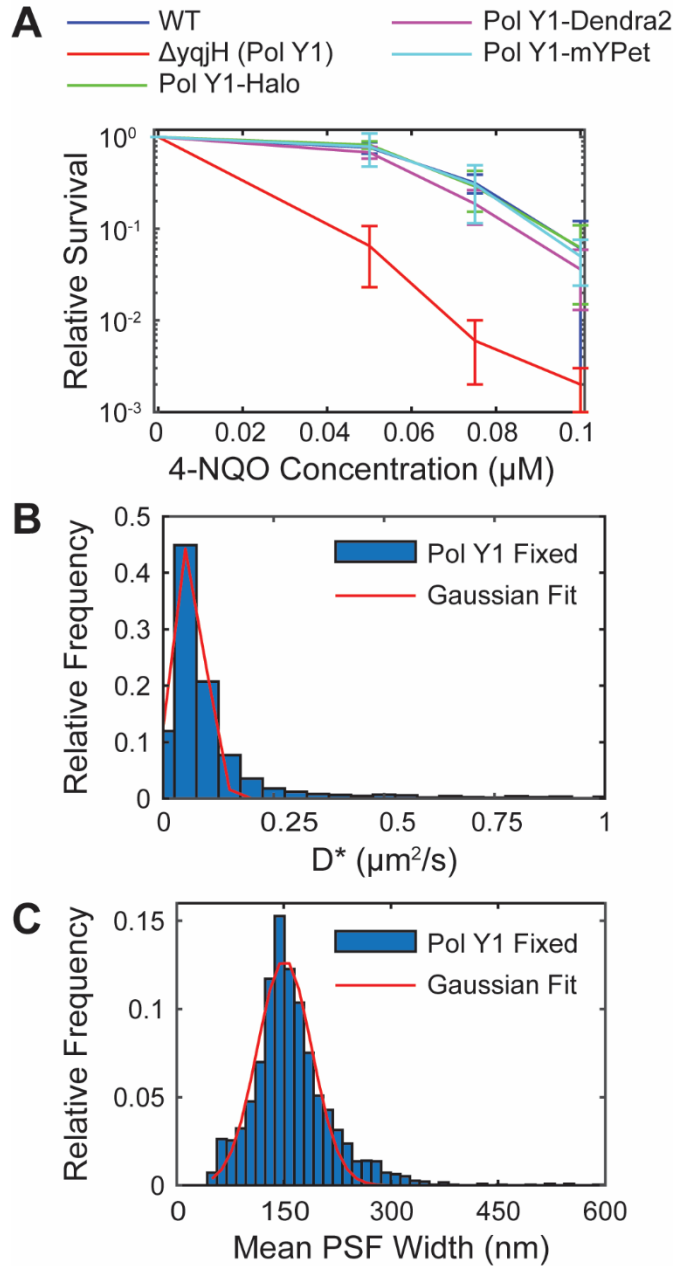 A
WT
Pol Y1-Dendra2
ΔyqjH (Pol Y1)
Pol Y1-mYPet
Pol Y1-Halo
10⁰
10⁻¹
10⁻²
10⁻³
Relative Survival
0 0.02 0.04 0.06 0.08 0.1
4-NQO Concentration (µM)
B
0.5
0.4
0.3
0.2
0.1
0
Relative Frequency
Pol Y1 Fixed
Gaussian Fit
0 0.25 0.5 0.75 1
D* (µm²/s)
C
0.15
0.1
0.05
0
Relative Frequency
Pol Y1 Fixed
Gaussian Fit
0 150 300 450 600
Mean PSF Width (nm)